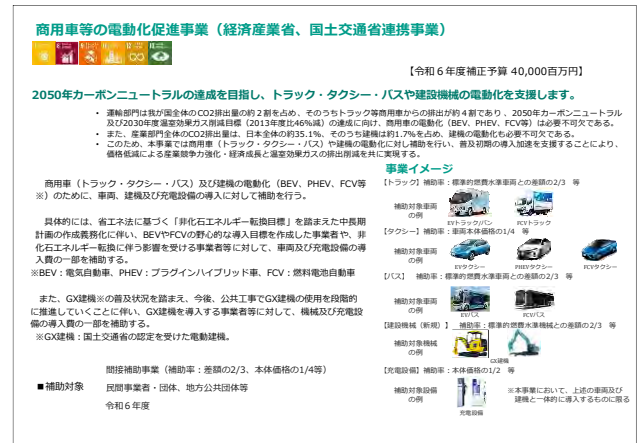 商用車等の電動化促進事業（経済産業省、国土交通省連携事業）
【令和６年度補正予算 40,000百万円】
2050年カーボンニュートラルの達成を目指し、トラック・タクシー・バスや建設機械の電動化を支援します。
• 運輸部門は我が国全体のCO2排出量の約２割を占め、そのうちトラック等商用車からの排出が約４割であり、2050年カーボンニュートラル
及び2030年度温室効果ガス削減目標（2013年度比46％減）の達成に向け、商用車の電動化（BEV、PHEV、FCV等）は必要不可欠である。
• また、産業部門全体のCO2排出量は、日本全体の約35.1%、そのうち建機は約1.7%を占め、建機の電動化も必要不可欠である。
• このため、本事業では商用車（トラック・タクシー・バス）や建機の電動化に対し補助を行い、普及初期の導入加速を支援することにより、
価格低減による産業競争力強化・経済成長と温室効果ガスの排出削減を共に実現する。
商用車（トラック・タクシー・バス）及び建機の電動化（BEV、PHEV、FCV等
※）のために、車両、建機及び充電設備の導入に対して補助を行う。
具体的には、省エネ法に基づく「非化石エネルギー転換目標」を踏まえた中長期
計画の作成義務化に伴い、BEVやFCVの野心的な導入目標を作成した事業者や、非
化石エネルギー転換に伴う影響を受ける事業者等に対して、車両及び充電設備の導
入費の一部を補助する。
※BEV：電気自動車、PHEV：プラグインハイブリッド車、FCV：燃料電池自動車
また、GX建機※の普及状況を踏まえ、今後、公共工事でGX建機の使用を段階的
に推進していくことに伴い、GX建機を導入する事業者等に対して、機械及び充電設
備の導入費の一部を補助する。
※GX建機：国土交通省の認定を受けた電動建機。
間接補助事業（補助率：差額の2/3、本体価格の1/4等）
■補助対象
民間事業者・団体、地方公共団体等
令和６年度
事業イメージ
【トラック】補助率：標準的燃費水準車両との差額の2/3 等
補助対象車両
の例
EVトラック/バン
FCVトラック
【タクシー】補助率：車両本体価格の1/4 等
補助対象車両
の例
EVタクシー
PHEVタクシー
FCVタクシー
【バス】 補助率：標準的燃費水準車両との差額の2/3 等
補助対象車両
の例
EVバス
FCVバス
【建設機械（新規）】 補助率：標準的燃費水準機械との差額の2/3 等
補助対象機械
の例
GX建機
【充電設備】補助率：本体価格の1/2 等
補助対象設備
の例
充電設備
※本事業において、上述の車両及び
建機と一体的に導入するものに限る